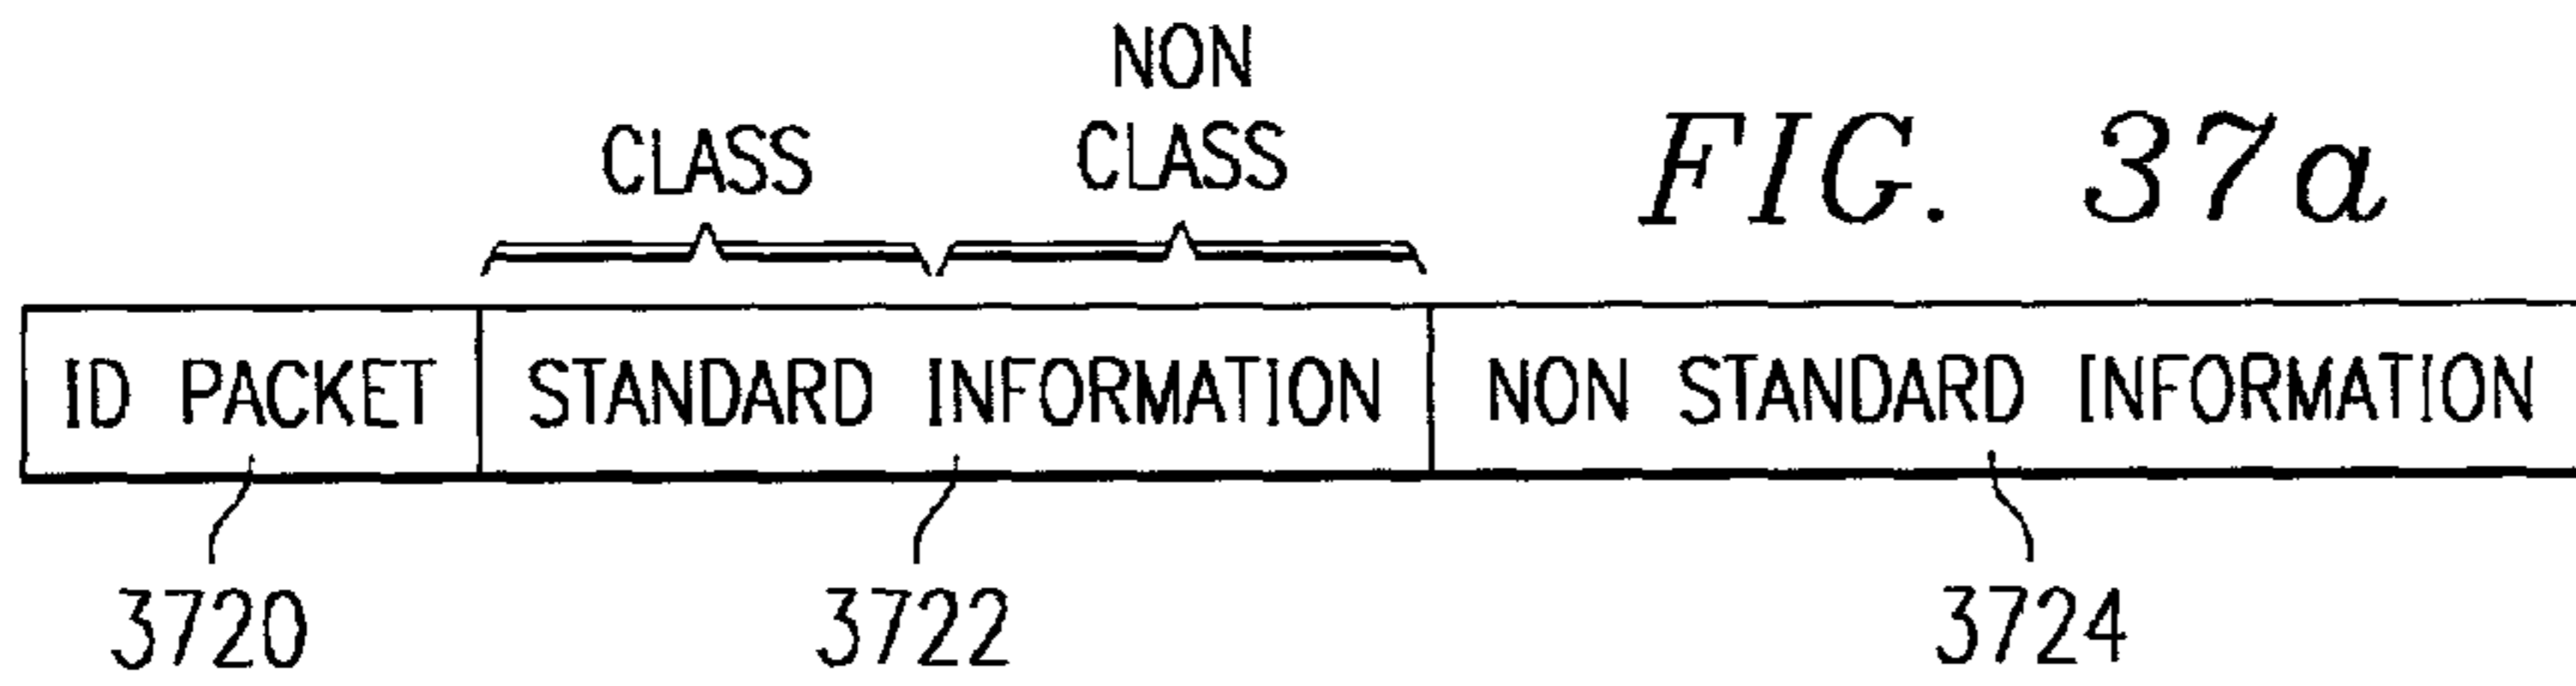 NON
CLASS CLASS
FIG. 37a
ID PACKET STANDARD INFORMATION NON STANDARD INFORMATION
3720 3722 3724